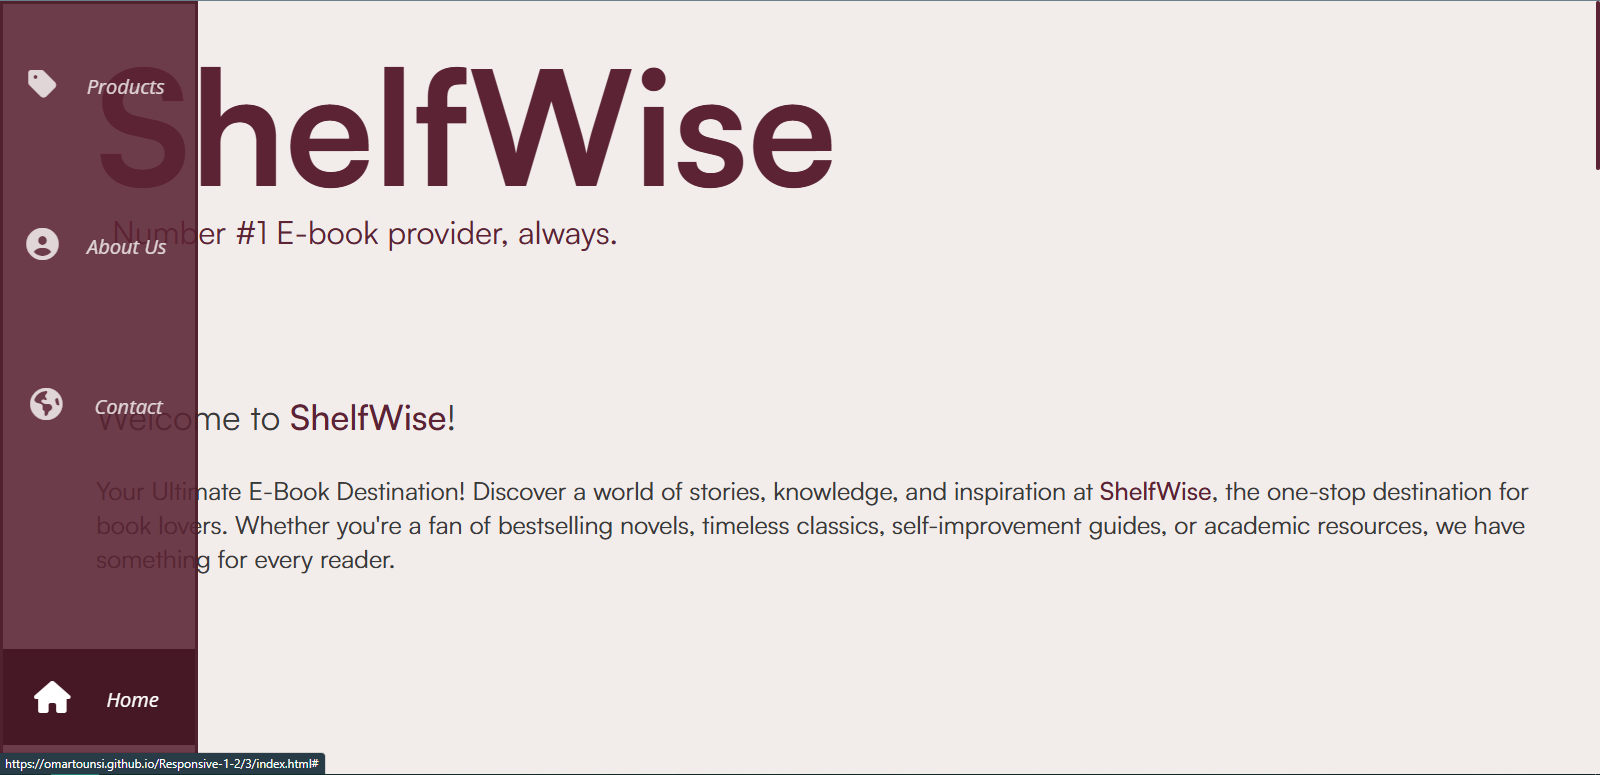 Products
About Us
Contact
Home
ShelfWise
Number #1 E-book provider, always.
Welcome to ShelfWise!
Your Ultimate E-Book Destination! Discover a world of stories, knowledge, and inspiration at ShelfWise, the one-stop destination for
book lovers. Whether you're a fan of bestselling novels, timeless classics, self-improvement guides, or academic resources, we have
something for every reader.
https://omartounsi.github.io/Responsive-1-2/3/index.html#